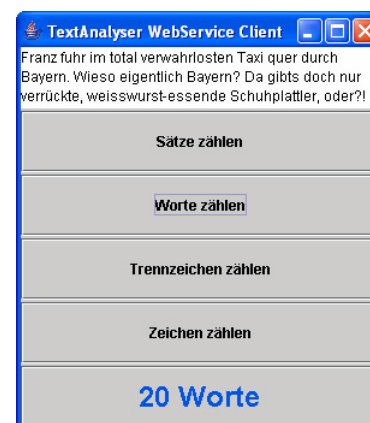 TextAnalyser WebService Client
Franz fuhr im total verwahrlosten Taxi quer durch
Bayern. Wieso eigentlich Bayern? Da gibts doch nur
verrückte, weisswurst-essende Schuhplattler, oder?!
Sätze zählen
Worte zählen
Trennzeichen zählen
Zeichen zählen
20 Worte